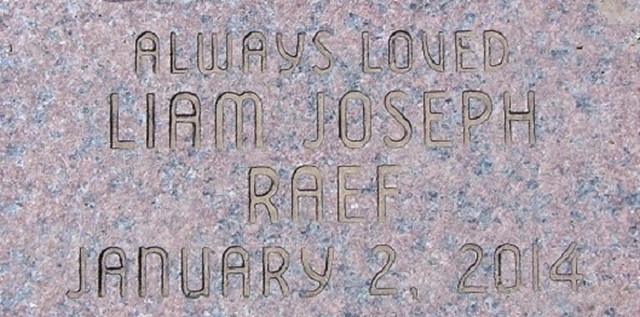 ALWAYS LOVED
LIAM JOSEPH
RAEF
JANUARY 2, 2014